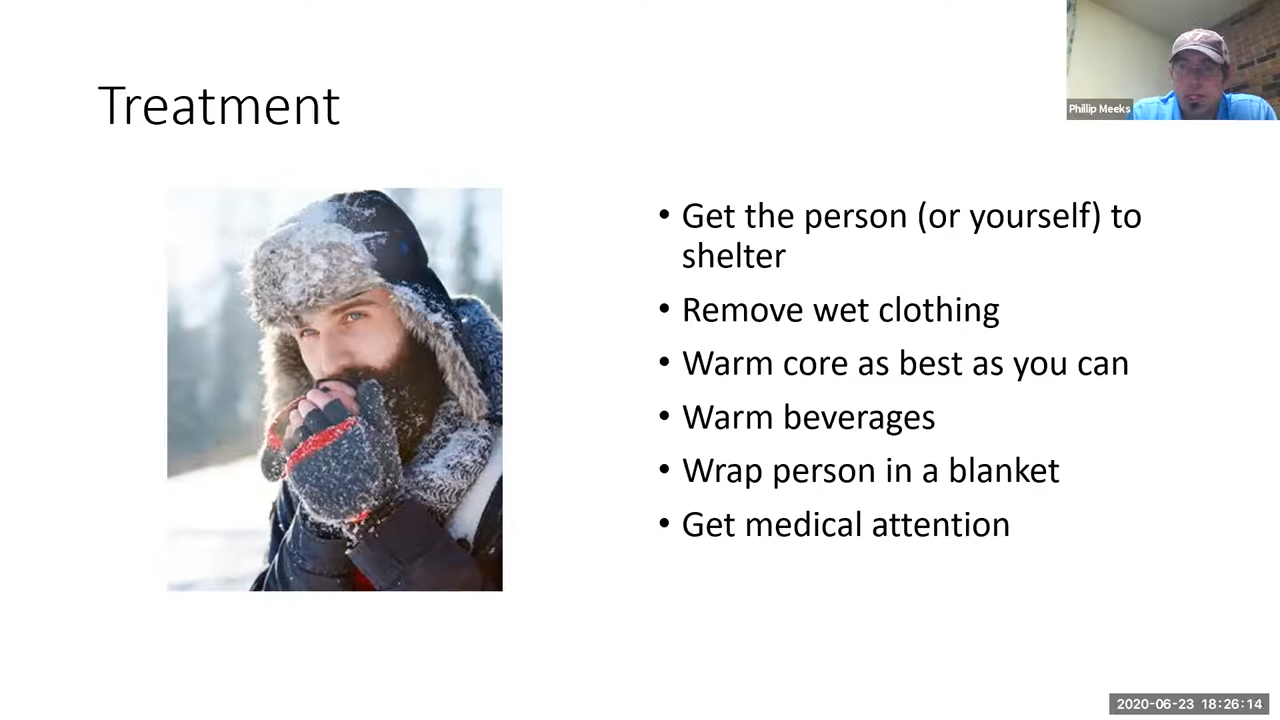 Treatment
Phillip Meeks
• Get the person (or yourself) to
shelter
• Remove wet clothing
• Warm core as best as you can
• Warm beverages
• Wrap person in a blanket
• Get medical attention
2020-06-23 18:26:14